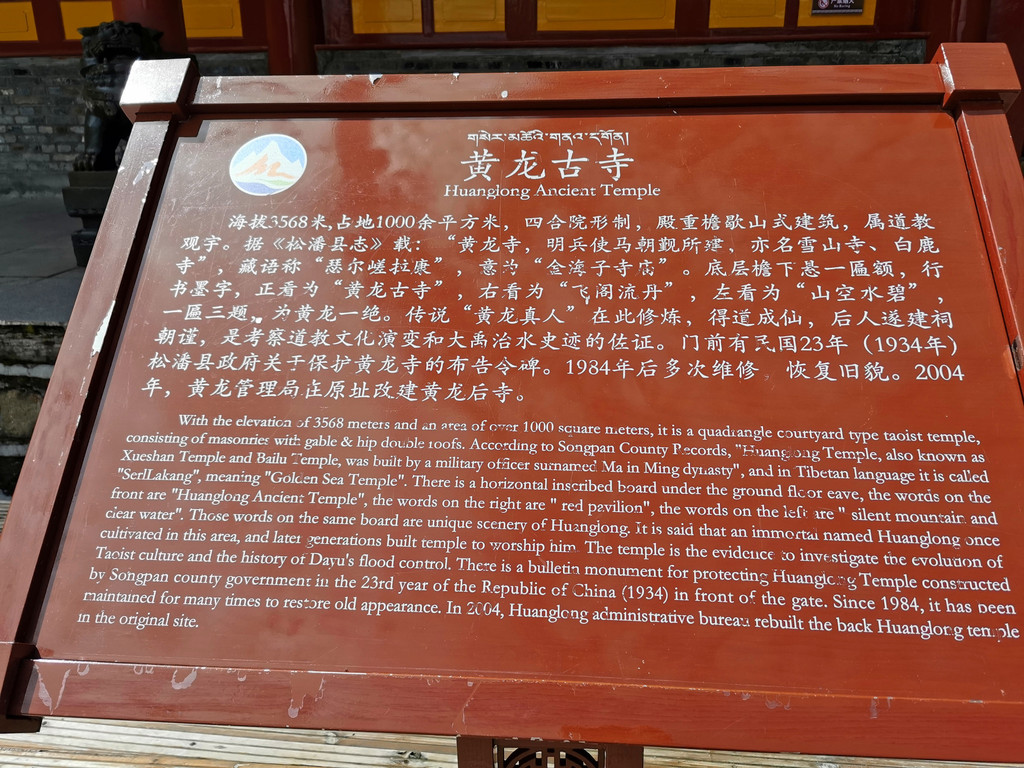 གསེར་མཚོའི་གནའ་དགོན།
黄龙古寺
Huanglong Ancient Temple
海拔3568米,占地1000余平方米，四合院形制，殿重檐歇山式建筑，属道教
观宇。据《松潘县志》载：“黄龙寺，明兵使马朝觐所建，亦名雪山寺、白鹿
寺”，藏语称“瑟尔嵯拉康”，意为“金海子寺庙”。底层檐下悬一匾额，行
书墨字，正看为“黄龙古寺”，右看为“飞阁流丹”，左看为“山空水碧”，
一匾三题，为黄龙一绝。传说“黄龙真人”在此修炼，得道成仙，后人遂建祠
朝谨，是考察道教文化演变和大禹治水史迹的佐证。门前有民国23年（1934年）
松潘县政府关于保护黄龙寺的布告令碑。1984年后多次维修，恢复旧貌。2004
年，黄龙管理局在原址改建黄龙后寺。
With the elevation of 3568 meters and an area of over 1000 square meters, it is a quadrangle courtyard type taoist temple,
consisting of masonries with gable & hip double roofs. According to Songpan County Records, "Huanglong Temple, also known as
Xueshan Temple and Bailu Temple, was built by a military officer surnamed Ma in Ming dynasty", and in Tibetan language it is called
"SerlLakang", meaning "Golden Sea Temple". There is a horizontal inscribed board under the ground floor eave, the words on the
front are "Huanglong Ancient Temple", the words on the right are " red pavilion", the words on the left are " silent mountain and
clear water". Those words on the same board are unique scenery of Huanglong. It is said that an immortal named Huanglong once
cultivated in this area, and later generations built temple to worship him. The temple is the evidence to investigate the evolution of
Taoist culture and the history of Dayu's flood control. There is a bulletin monument for protecting Huanglong Temple constructed
by Songpan county government in the 23rd year of the Republic of China (1934) in front of the gate. Since 1984, it has been
maintained for many times to restore old appearance. In 2004, Huanglong administrative bureau rebuilt the back Huanglong temple
in the original site.